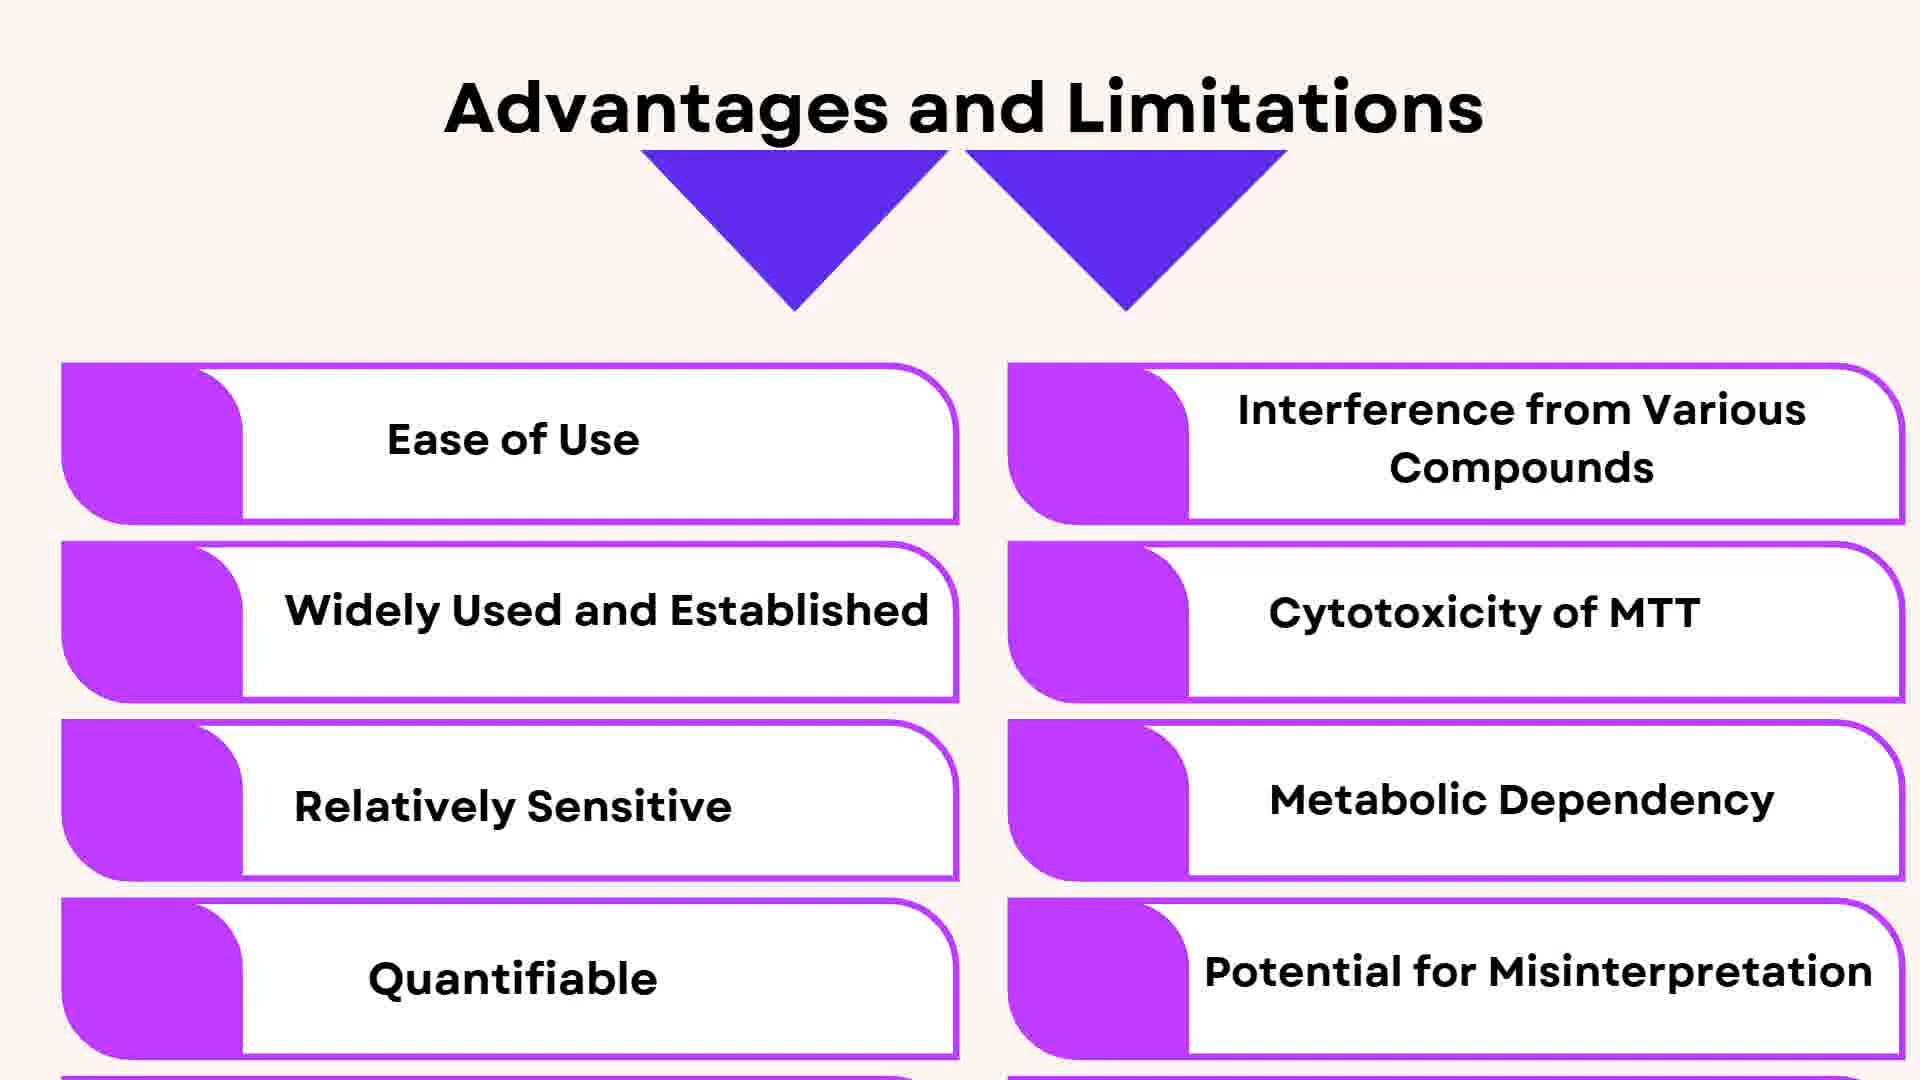 Advantages and Limitations
Ease of Use
Widely Used and Established
Relatively Sensitive
Quantifiable
Interference from Various
Compounds
Cytotoxicity of MTT
Metabolic Dependency
Potential for Misinterpretation